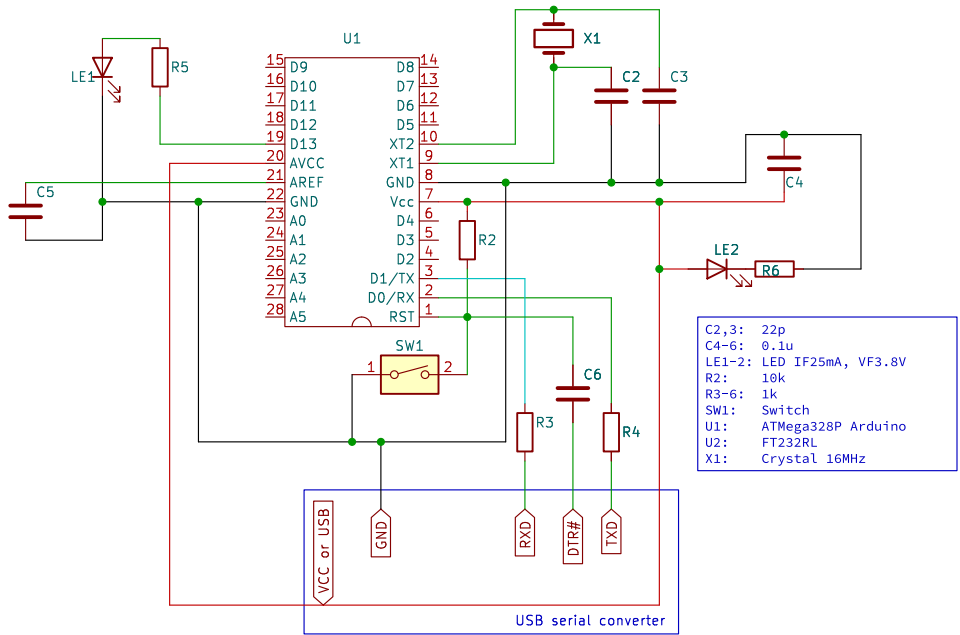 U1
X1
LE1
R5
C2
C3
15 D9
16 D10
17 D11
18 D12
19 D13
20 AVCC
21 AREF
22 GND
23 A0
24 A1
25 A2
26 A3
27 A4
28 A5
D8 14
D7 13
D6 12
D5 11
XT2 10
XT1 9
GND 8
Vcc 7
D4 6
D3 5
D2 4
D1/TX 3
D0/RX 2
RST 1
C5
C4
R2
LE2
R6
SW1
1 2
C6
R3
R4
C2,3: 22p
C4-6: 0.1u
LE1-2: LED IF25mA, VF3.8V
R2: 10k
R3-6: 1k
SW1: Switch
U1: ATMega328P Arduino
U2: FT232RL
X1: Crystal 16MHz
VCC or USB
GND
RXD
DTR#
TXD
USB serial converter